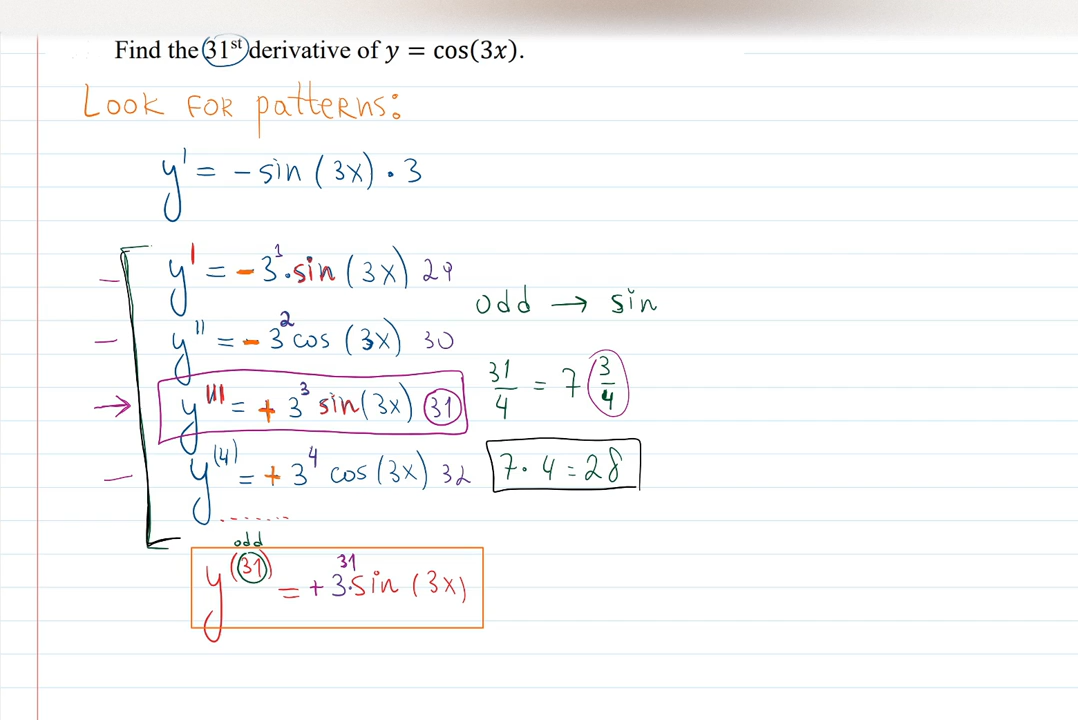 Find the 31st derivative of y = cos(3x).
Look for patterns:
y' = - sin (3x) · 3
y' = - 3¹ · sin (3x) 29
odd → sin
y'' = - 3² cos (3x) 30
31/4 = 7 3/4
y''' = + 3³ sin(3x) 31
y⁽⁴⁾ = + 3⁴ cos(3x) 32
7 · 4 = 28
.......
odd
y⁽³¹⁾ = + 3³¹ · sin (3x)